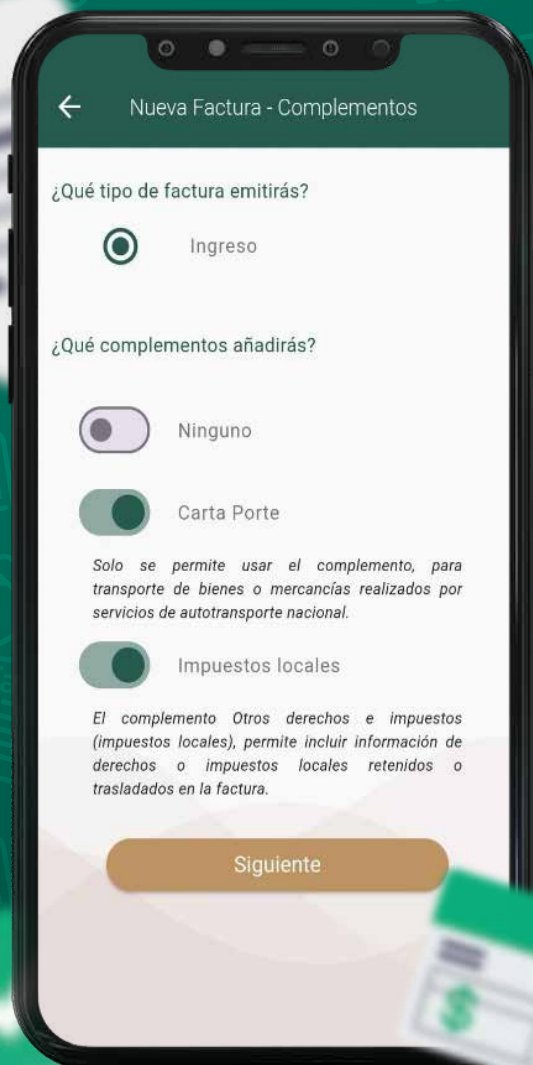 Nueva Factura - Complementos
¿Qué tipo de factura emitirás?
Ingreso
¿Qué complementos añadirás?
Ninguno
Carta Porte
Solo se permite usar el complemento, para
transporte de bienes o mercancías realizados por
servicios de autotransporte nacional.
Impuestos locales
El complemento Otros derechos e impuestos
(impuestos locales), permite incluir información de
derechos o impuestos locales retenidos o
trasladados en la factura.
Siguiente
$